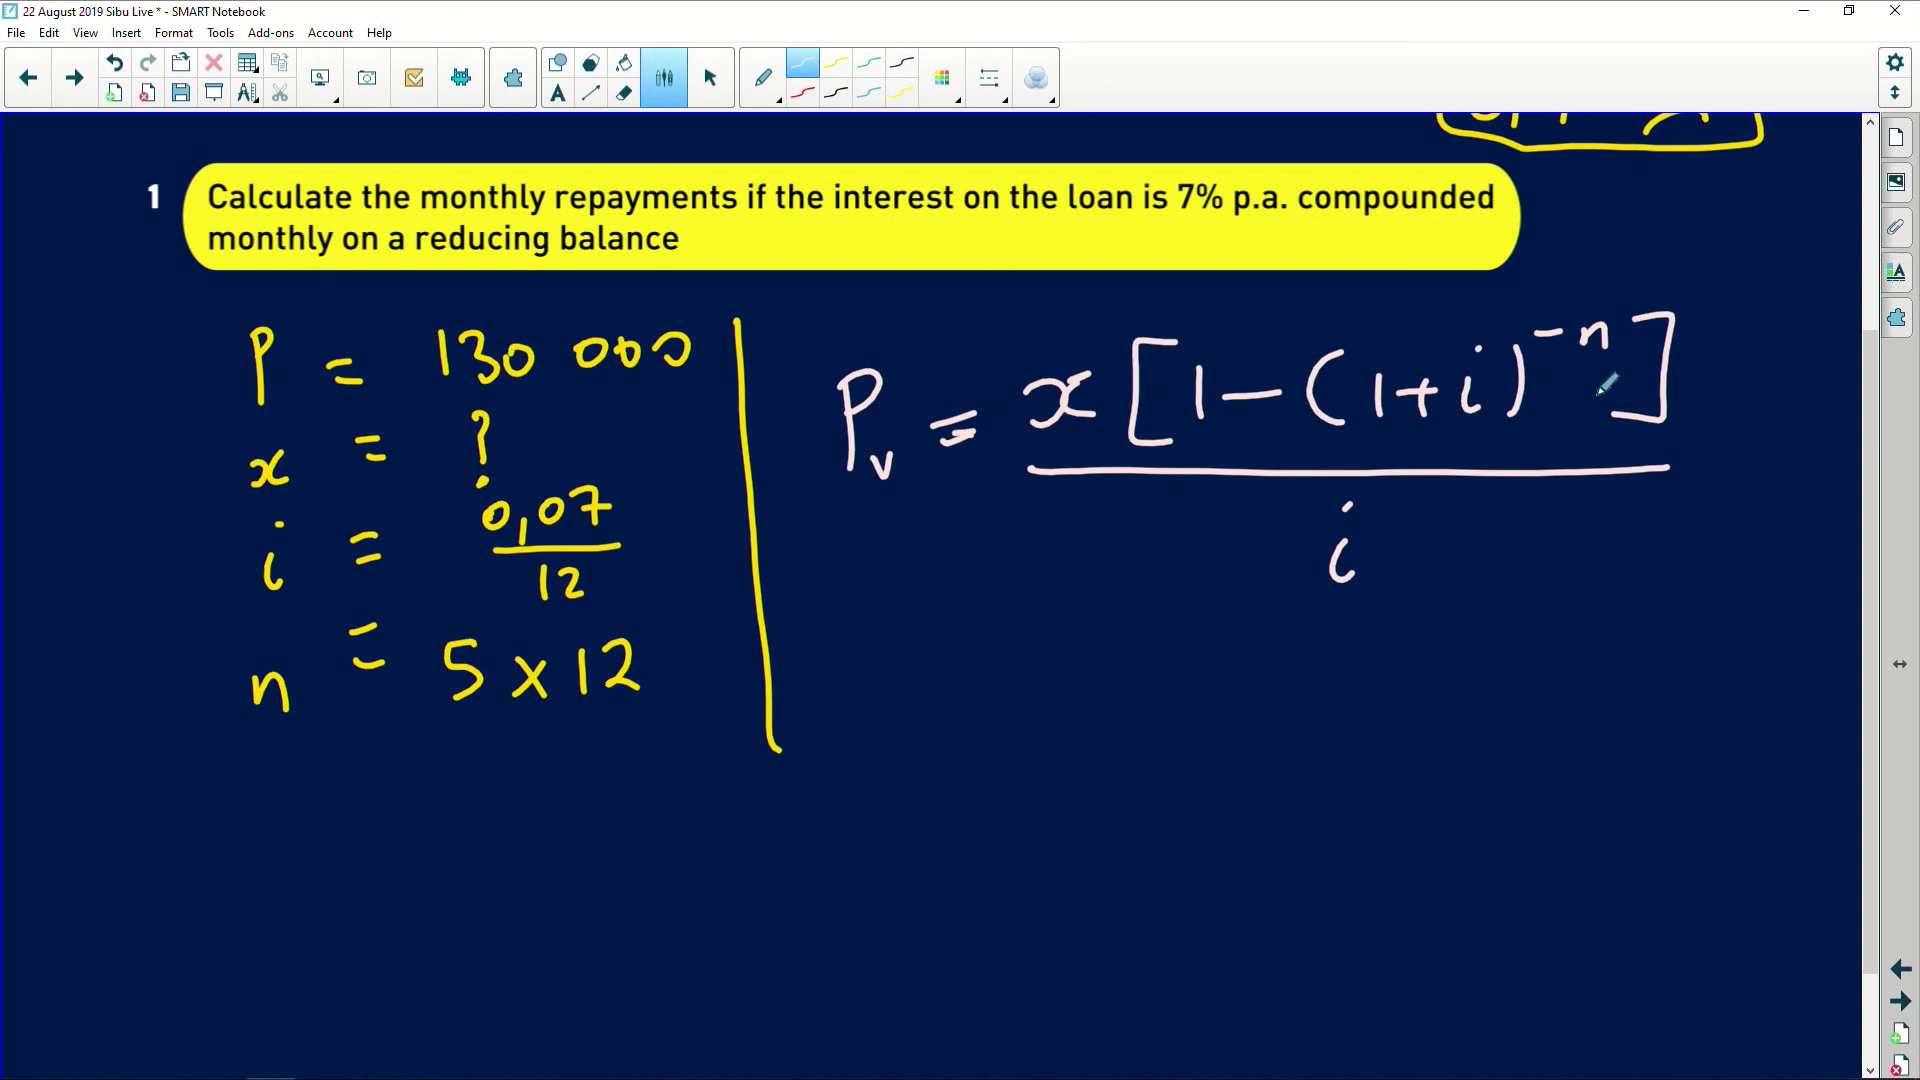 22 August 2019 Sibu Live * - SMART Notebook
File Edit View Insert Format Tools Add-ons Account Help
1 Calculate the monthly repayments if the interest on the loan is 7% p.a. compounded
monthly on a reducing balance
P = 130 000
x = ?
i = 0,07
12
n = 5 x 12
Pv = x[1-(1+i)^-n]
i